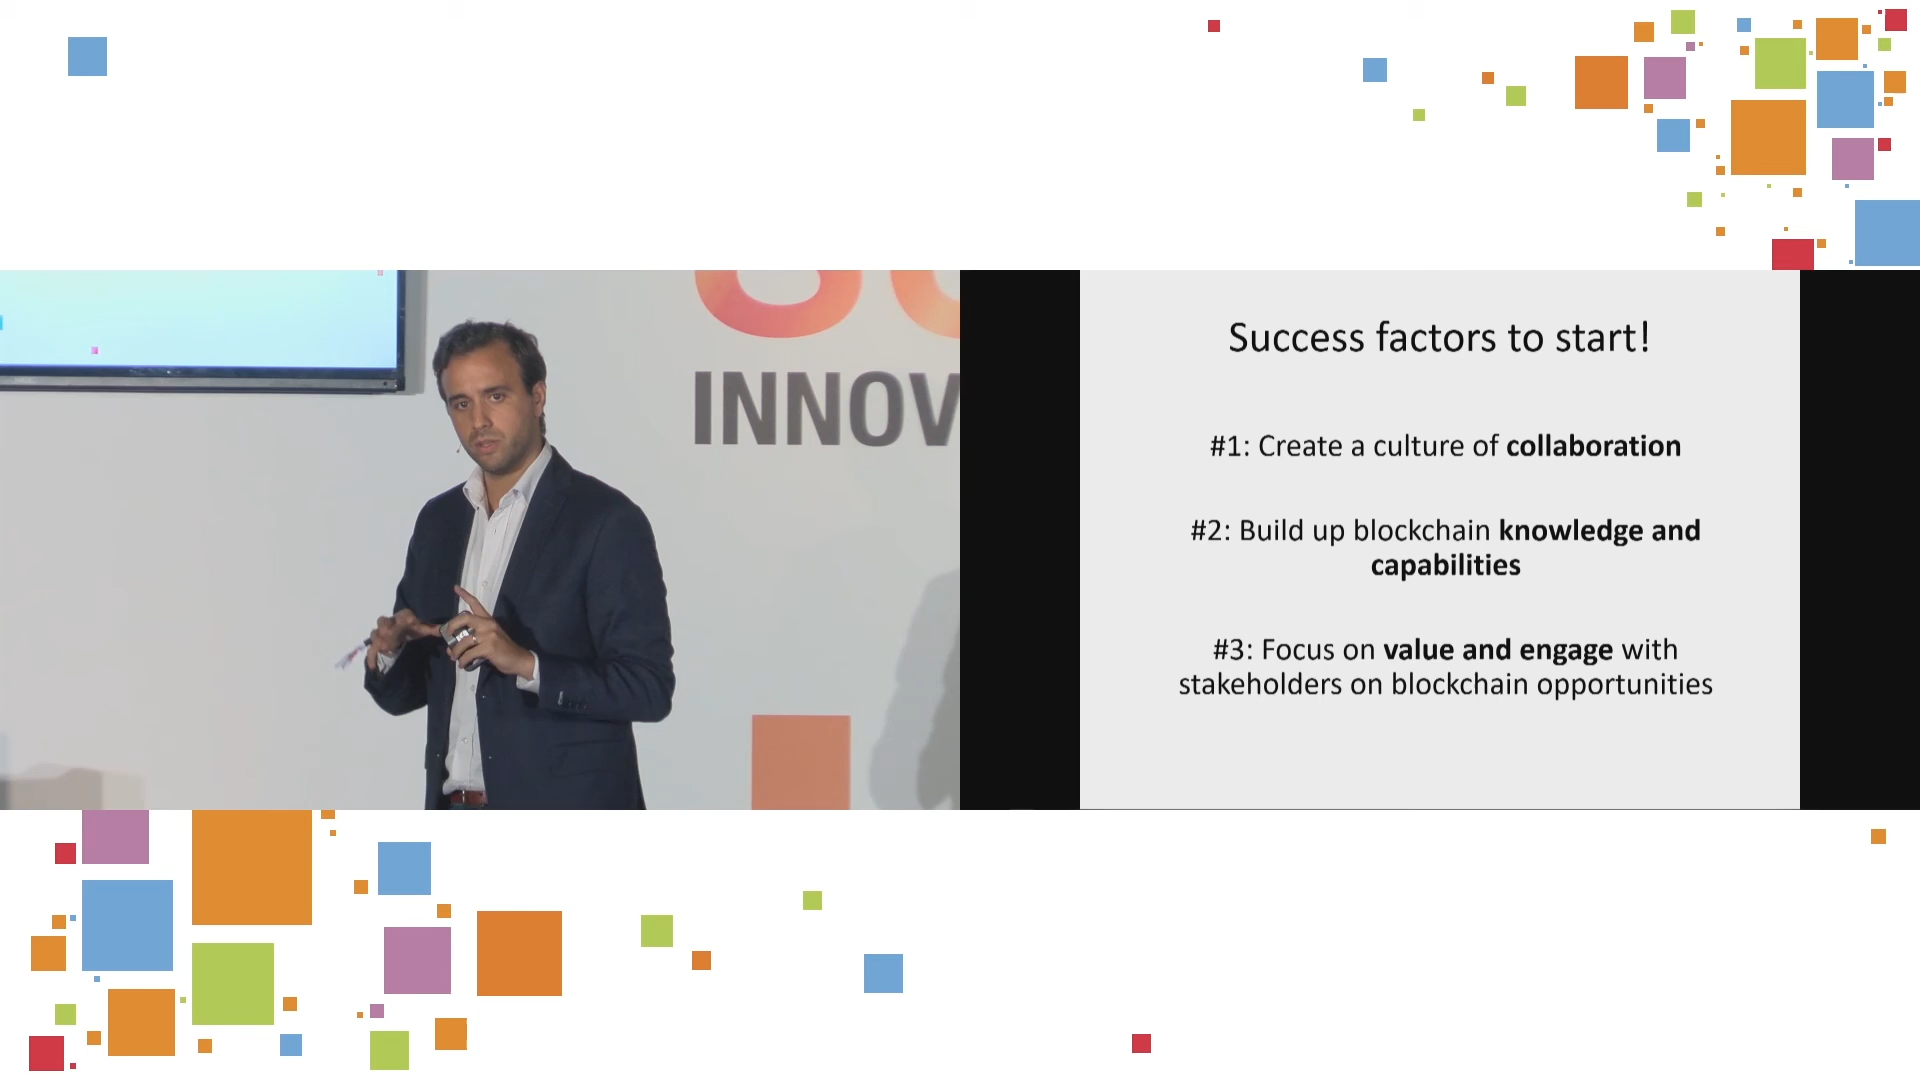 INNOV
Success factors to start!
#1: Create a culture of collaboration
#2: Build up blockchain knowledge and
capabilities
#3: Focus on value and engage with
stakeholders on blockchain opportunities